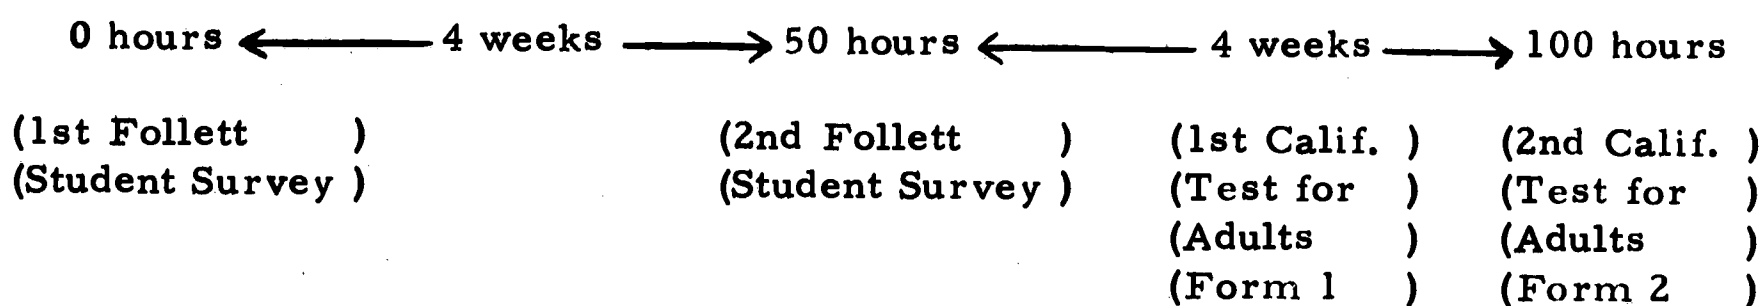 0 hours ←——— 4 weeks ———→ 50 hours ←——— 4 weeks ———→ 100 hours
(1st Follett ) (2nd Follett ) (1st Calif. ) (2nd Calif. )
(Student Survey ) (Student Survey ) (Test for ) (Test for )
(Adults ) (Adults )
(Form 1 ) (Form 2 )